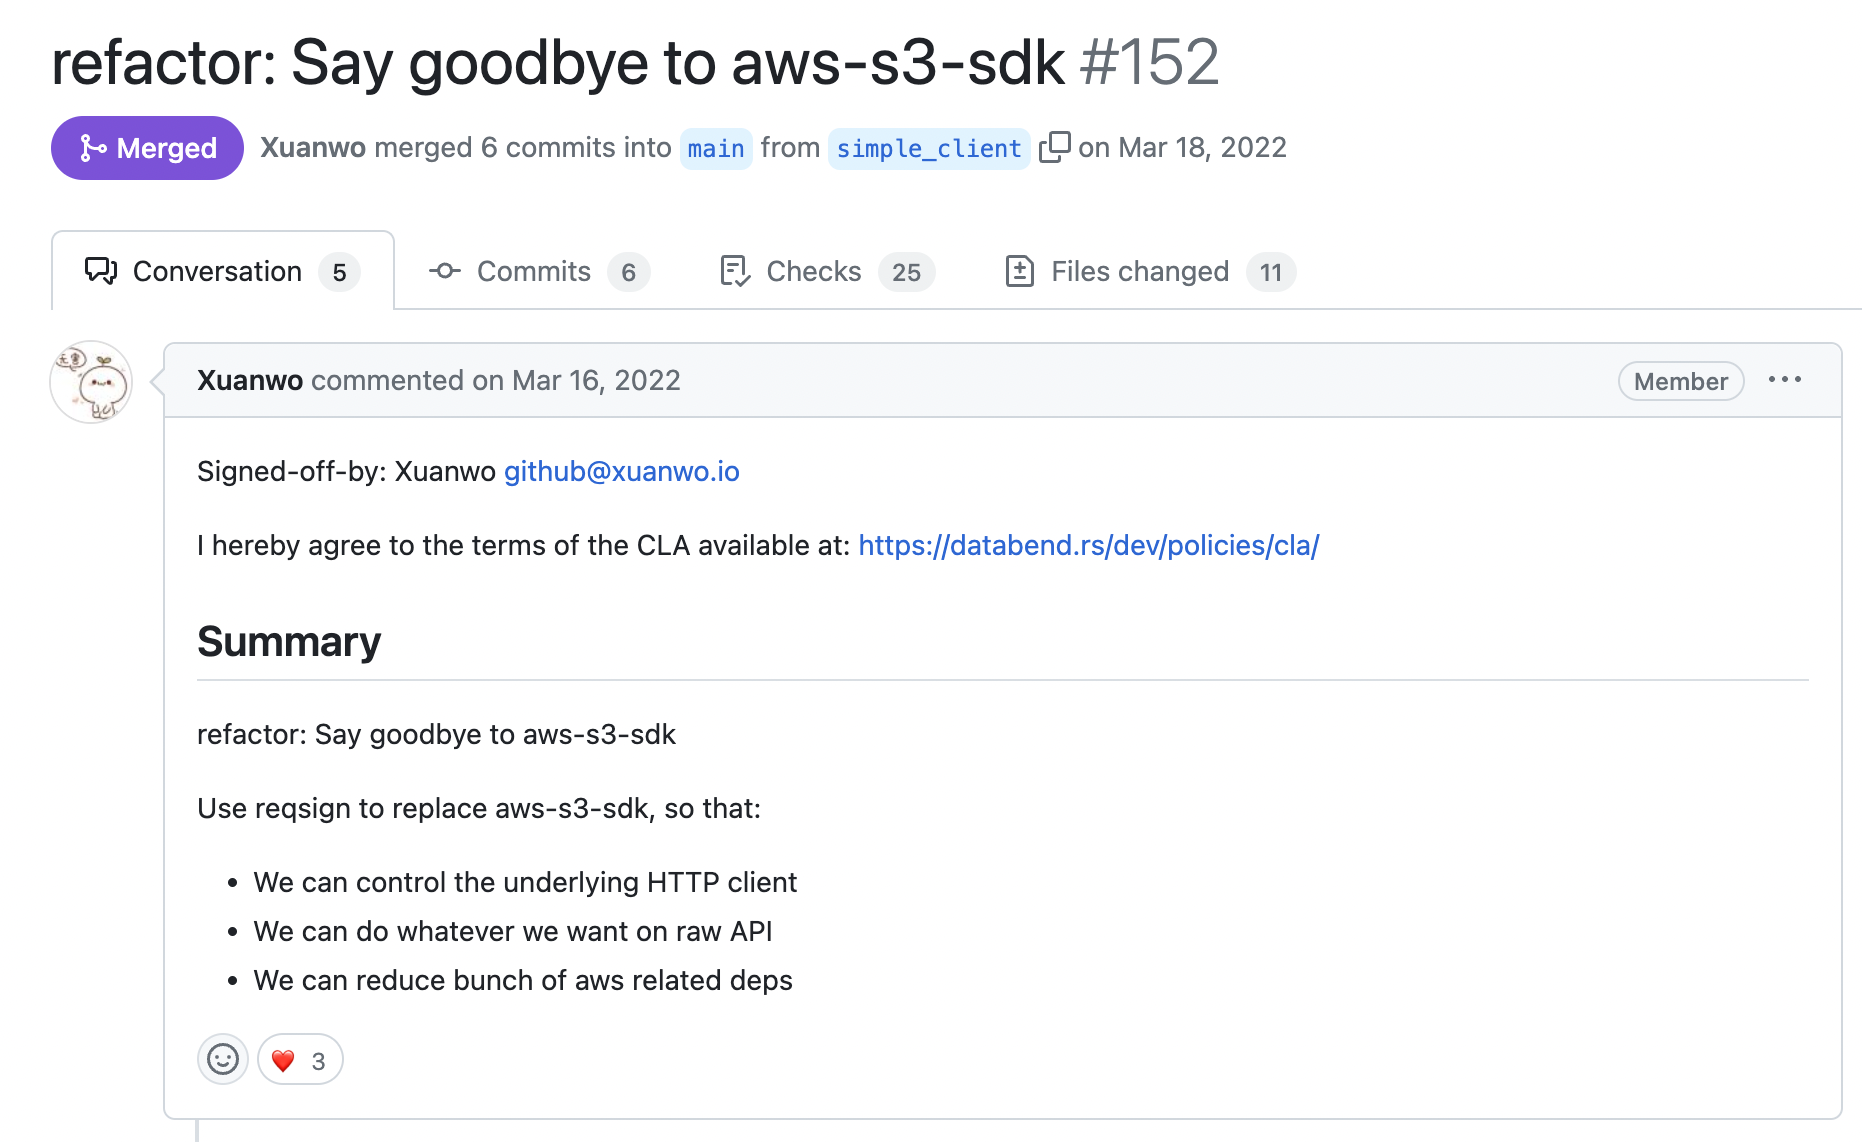 refactor: Say goodbye to aws-s3-sdk #152
Merged Xuanwo merged 6 commits into main from simple_client on Mar 18, 2022
Conversation 5 Commits 6 Checks 25 Files changed 11
无害
Xuanwo commented on Mar 16, 2022 Member
Signed-off-by: Xuanwo github@xuanwo.io
I hereby agree to the terms of the CLA available at: https://databend.rs/dev/policies/cla/
Summary
refactor: Say goodbye to aws-s3-sdk
Use reqsign to replace aws-s3-sdk, so that:
• We can control the underlying HTTP client
• We can do whatever we want on raw API
• We can reduce bunch of aws related deps
3